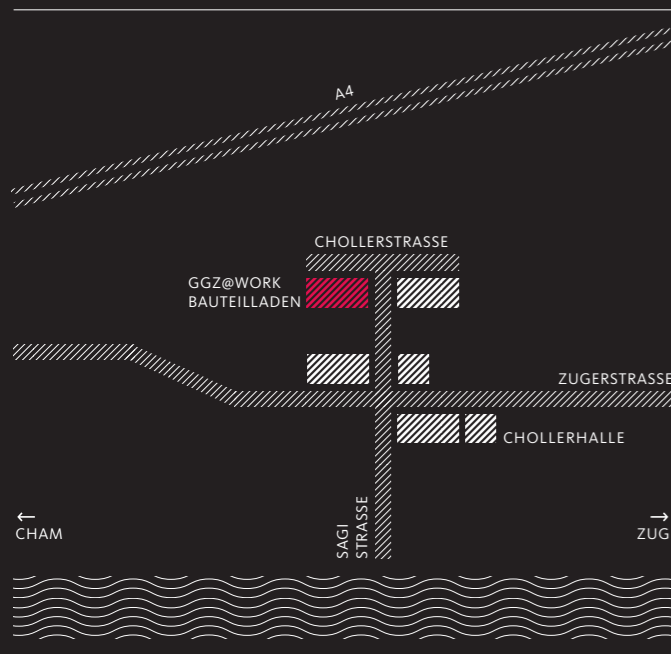 A4
CHOLLERSTRASSE
GGZ@WORK
BAUTEILLADEN
ZUGERSTRASSE
CHOLLERHALLE
SAGI
STRASSE
←
CHAM
→
ZUG